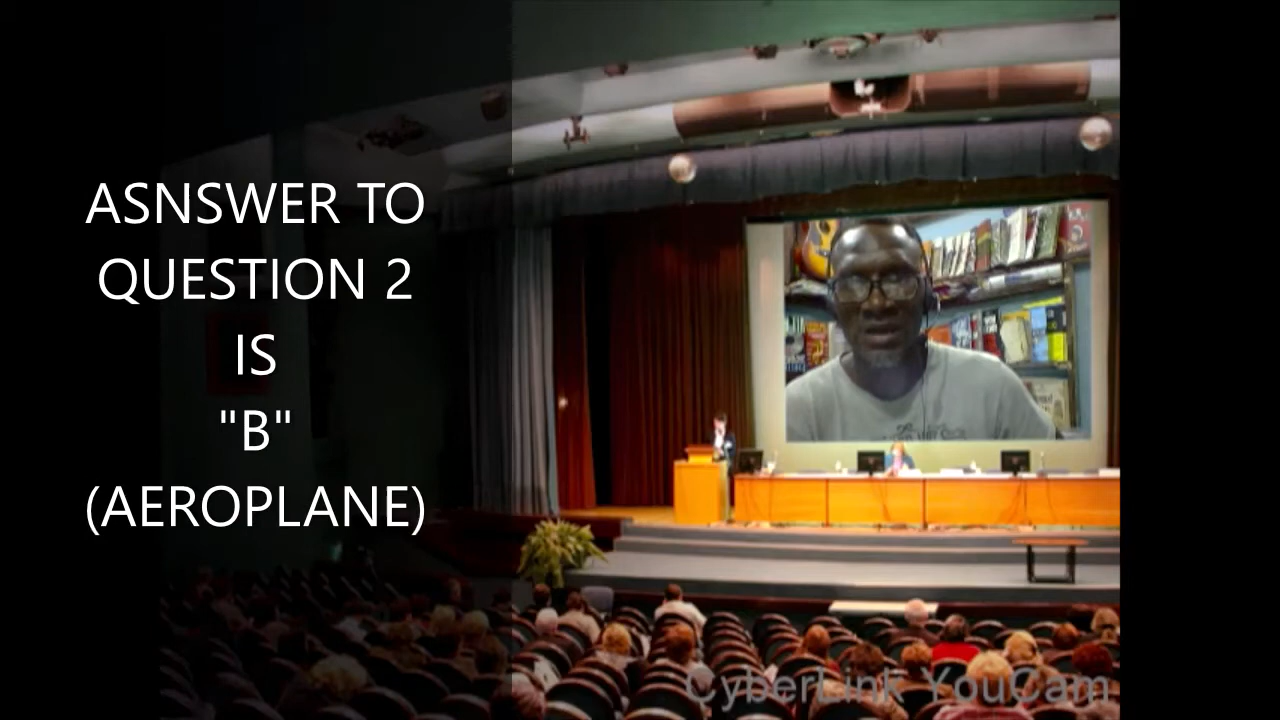 ASNSWER TO
QUESTION 2
IS
"B"
(AEROPLANE)
CyberLink YouCam